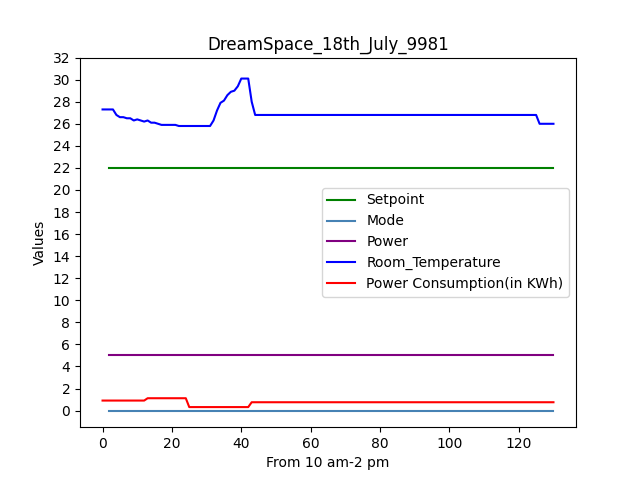 DreamSpace_18th_July_9981
32
30
28
26
24
22
20
18
16
14
12
10
8
6
4
2
0
Values
Setpoint
Mode
Power
Room_Temperature
Power Consumption(in KWh)
0 20 40 60 80 100 120
From 10 am-2 pm